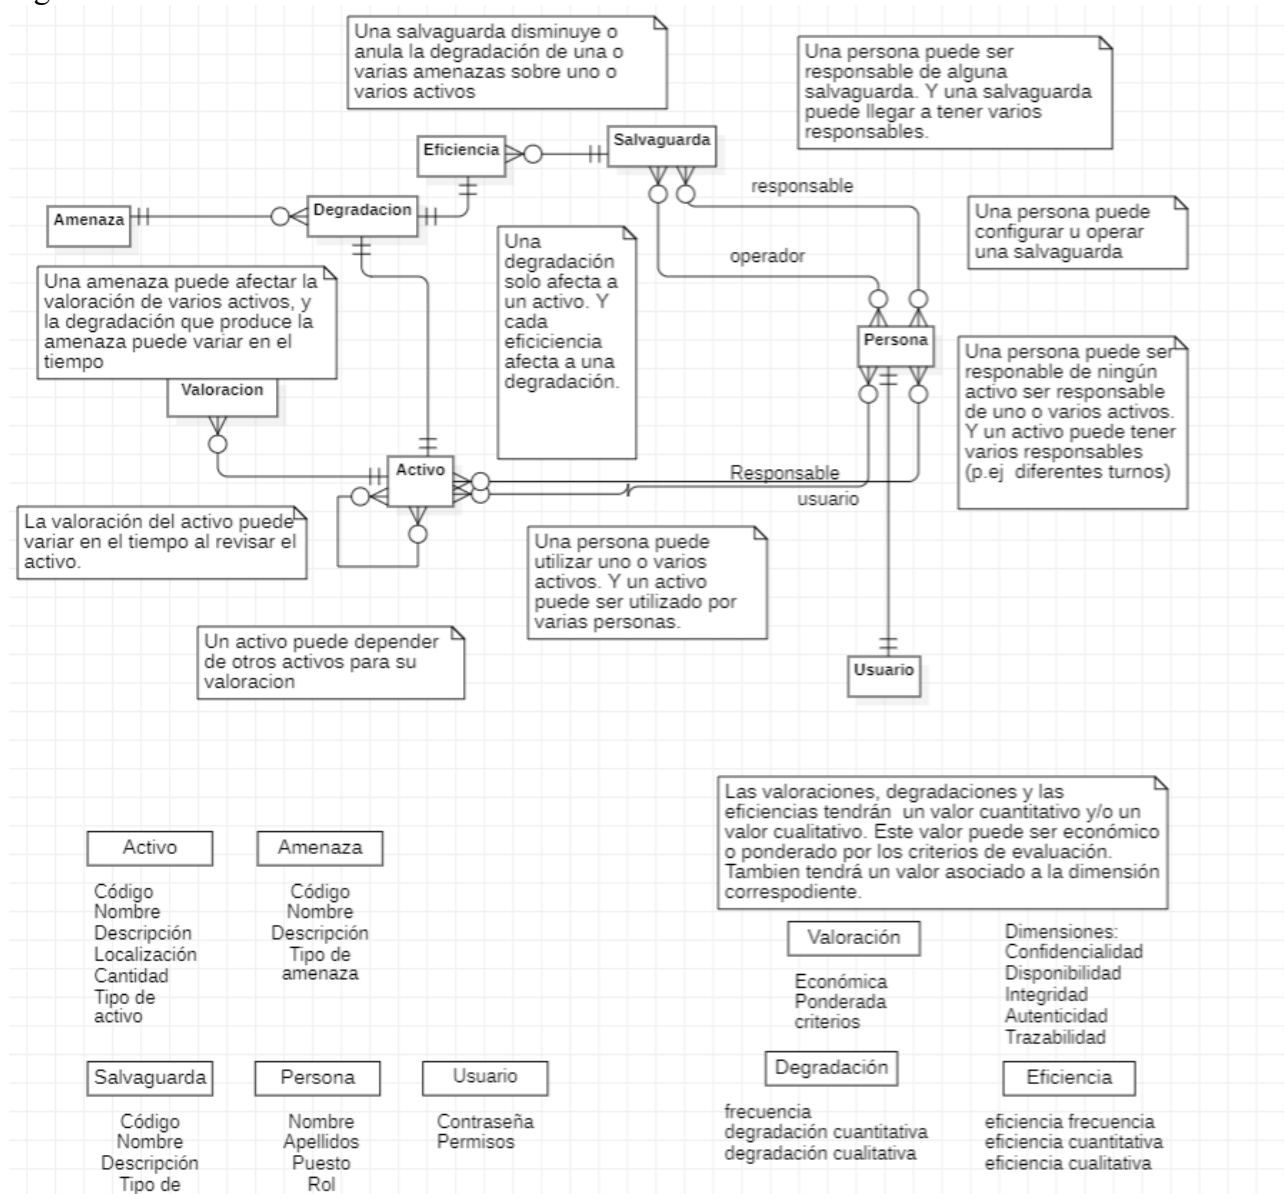 Una salvaguarda disminuye o
anula la degradación de una o
varias amenazas sobre uno o
varios activos
Una persona puede ser
responsable de alguna
salvaguarda. Y una salvaguarda
puede llegar a tener varios
responsables.
Eficiencia
Salvaguarda
responsable
Amenaza
Degradacion
Una persona puede
configurar u operar
una salvaguarda
operador
Una
degradación
solo afecta a
un activo. Y
cada
eficiciencia
afecta a una
degradación.
Una amenaza puede afectar la
valoración de varios activos, y
la degradación que produce la
amenaza puede variar en el
tiempo
Persona
Una persona puede ser
responable de ningún
activo ser responsable
de uno o varios activos.
Y un activo puede tener
varios responsables
(p.ej diferentes turnos)
Valoracion
Activo
Responsable
usuario
La valoración del activo puede
variar en el tiempo al revisar el
activo.
Una persona puede
utilizar uno o varios
activos. Y un activo
puede ser utilizado por
varias personas.
Un activo puede depender
de otros activos para su
valoracion
Usuario
Las valoraciones, degradaciones y las
eficiencias tendrán un valor cuantitativo y/o un
valor cualitativo. Este valor puede ser económico
o ponderado por los criterios de evaluación.
Tambien tendrá un valor asociado a la dimensión
correspodiente.
Activo
Código
Nombre
Descripción
Localización
Cantidad
Tipo de
activo
Amenaza
Código
Nombre
Descripción
Tipo de
amenaza
Valoración
Económica
Ponderada
criterios
Dimensiones:
Confidencialidad
Disponibilidad
Integridad
Autenticidad
Trazabilidad
Salvaguarda
Código
Nombre
Descripción
Tipo de
Persona
Nombre
Apellidos
Puesto
Rol
Usuario
Contraseña
Permisos
Degradación
frecuencia
degradación cuantitativa
degradación cualitativa
Eficiencia
eficiencia frecuencia
eficiencia cuantitativa
eficiencia cualitativa